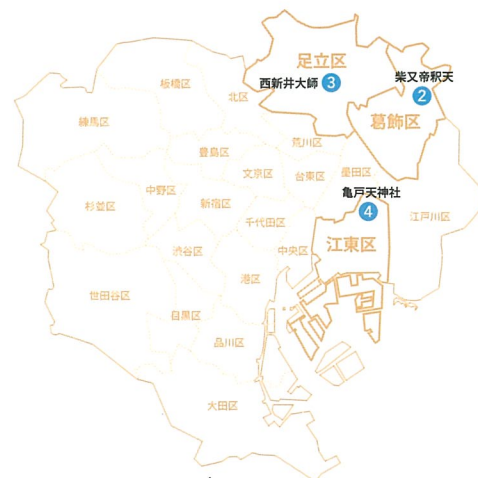 足立区
柴又帝釈天
西新井大師 3
板橋区
2
北区
練馬区
葛飾区
荒川区
豊島区
文京区
台東区
墨田区
中野区
亀戸天神社
杉並区
新宿区
4
江戸川区
千代田区
江東区
渋谷区
中央区
港区
世田谷区
目黒区
品川区
大田区